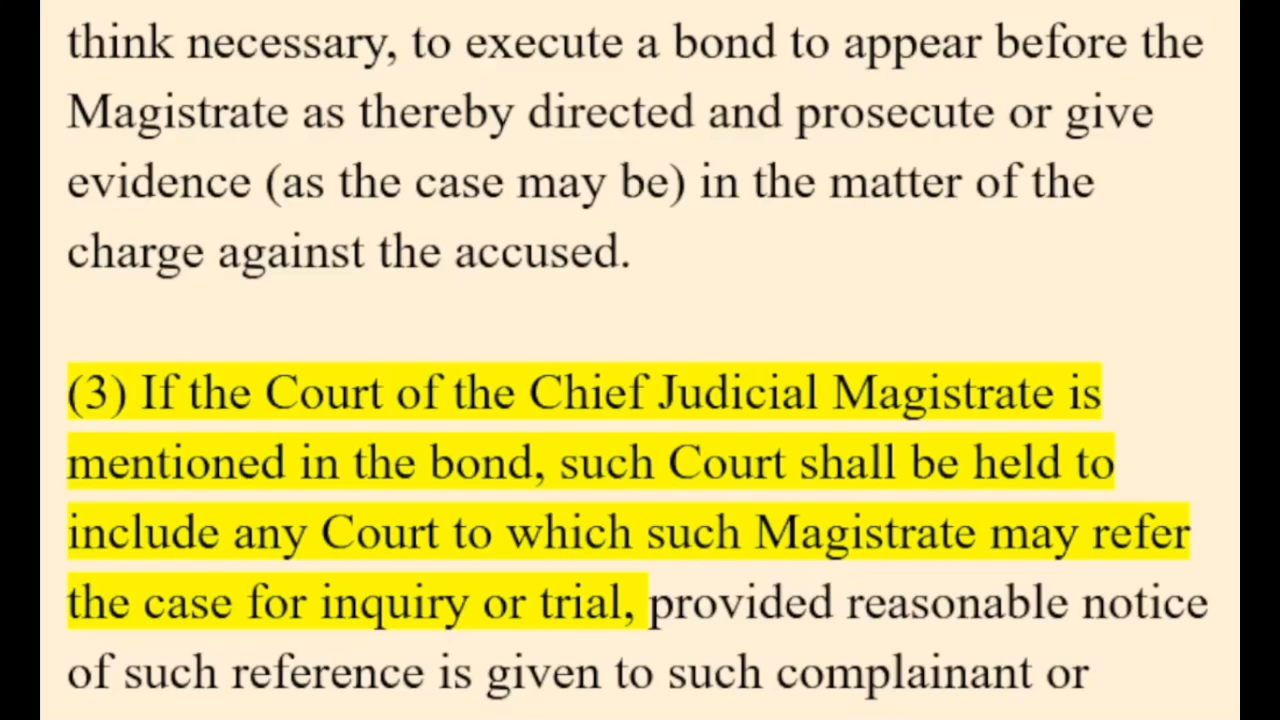 think necessary, to execute a bond to appear before the
Magistrate as thereby directed and prosecute or give
evidence (as the case may be) in the matter of the
charge against the accused.
(3) If the Court of the Chief Judicial Magistrate is
mentioned in the bond, such Court shall be held to
include any Court to which such Magistrate may refer
the case for inquiry or trial, provided reasonable notice
of such reference is given to such complainant or